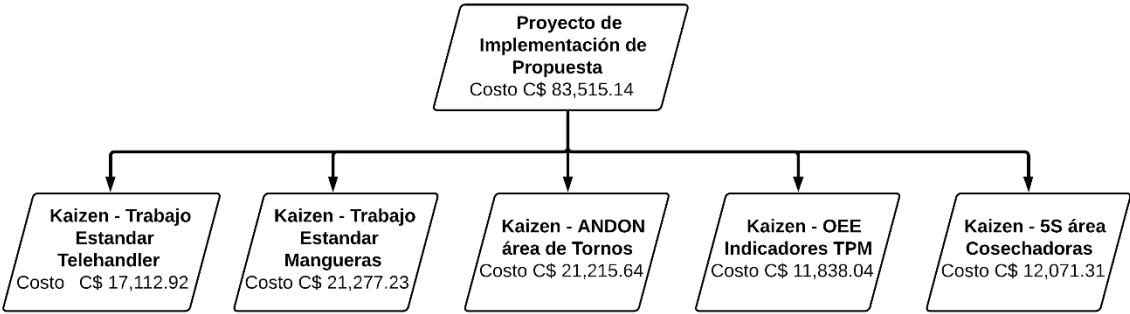 Proyecto de
Implementación de
Propuesta
Costo C$ 83,515.14
Kaizen - Trabajo
Estandar
Telehandler
Costo C$ 17,112.92
Kaizen - Trabajo
Estandar
Mangueras
Costo C$ 21,277.23
Kaizen - ANDON
área de Tornos
Costo C$ 21,215.64
Kaizen - OEE
Indicadores TPM
Costo C$ 11,838.04
Kaizen - 5S área
Cosechadoras
Costo C$ 12,071.31